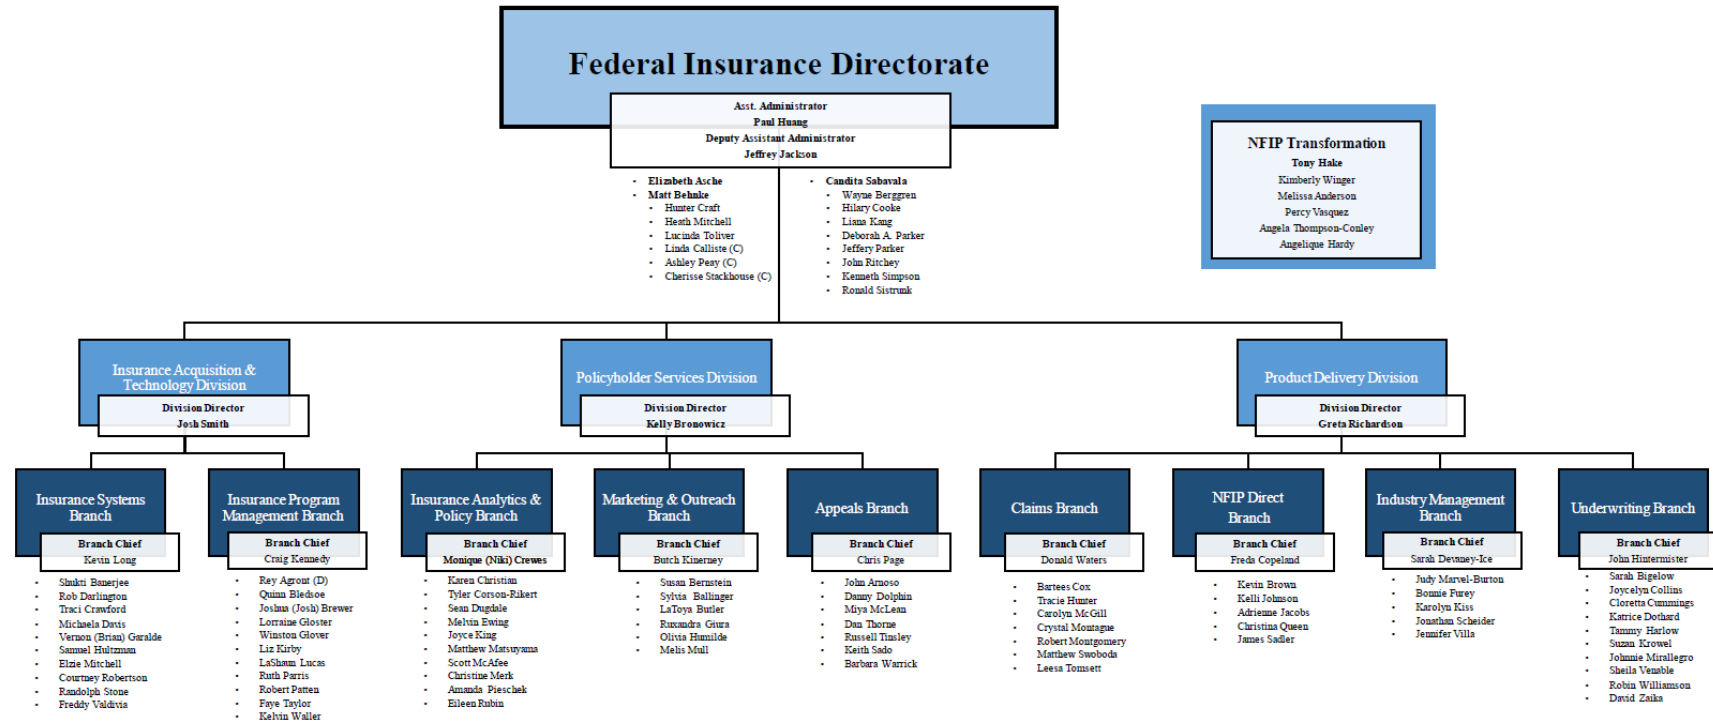 Federal Insurance Directorate
Asst. Administrator
Paul Huang
Deputy Assistant Administrator
Jeffrey Jackson
• Elizabeth Asche
• Matt Behnke
• Hunter Craft
• Heath Mitchell
• Lucinda Toliver
• Linda Calliste (C)
• Ashley Peay (C)
• Cherisse Stackhouse (C)
• Candita Sabavala
• Wayne Berggren
• Hilary Cooke
• Liana Kang
• Deborah A. Parker
• Jeffery Parker
• John Ritchey
• Kenneth Simpson
• Ronald Sistrunk
NFIP Transformation
Tony Hake
Kimberly Winger
Melissa Anderson
Percy Vasquez
Angela Thompson-Conley
Angelique Hardy
Insurance Acquisition &
Technology Division
Division Director
Josh Smith
Policyholder Services Division
Division Director
Kelly Bronowicz
Product Delivery Division
Division Director
Greta Richardson
Insurance Systems
Branch
Branch Chief
Kevin Long
• Shukti Banerjee
• Rob Darlington
• Traci Crawford
• Michaela Davis
• Vernon (Brian) Garalde
• Samuel Hultzman
• Elzie Mitchell
• Courtney Robertson
• Randolph Stone
• Freddy Valdivia
Insurance Program
Management Branch
Branch Chief
Craig Kennedy
• Rey Agront (D)
• Quinn Bledsoe
• Joshua (Josh) Brewer
• Lorraine Gloster
• Winston Glover
• Liz Kirby
• LaShaun Lucas
• Ruth Parris
• Robert Patten
• Faye Taylor
• Kelvin Waller
Insurance Analytics &
Policy Branch
Branch Chief
Monique (Niki) Crewes
• Karen Christian
• Tyler Corson-Rikert
• Sean Dugdale
• Melvin Ewing
• Joyce King
• Matthew Matsuyama
• Scott McAfee
• Christine Merk
• Amanda Pieschek
• Eileen Rubin
Marketing & Outreach
Branch
Branch Chief
Butch Kinerney
• Susan Bernstein
• Sylvia Ballinger
• LaToya Butler
• Ruxandra Giura
• Olivia Humilde
• Melis Mull
Appeals Branch
Branch Chief
Chris Page
• John Arnoso
• Danny Dolphin
• Miya McLean
• Dan Thorne
• Russell Tinsley
• Keith Sado
• Barbara Warrick
Claims Branch
Branch Chief
Donald Waters
• Bartees Cox
• Tracie Hunter
• Carolyn McGill
• Crystal Montague
• Robert Montgomery
• Matthew Swoboda
• Leesa Tomsett
NFIP Direct
Branch
Branch Chief
Freda Copeland
• Kevin Brown
• Kelli Johnson
• Adrienne Jacobs
• Christina Queen
• James Sadler
Industry Management
Branch
Branch Chief
Sarah Devaney-Ice
• Judy Marvel-Burton
• Bonnie Furey
• Karolyn Kiss
• Jonathan Scheider
• Jennifer Villa
Underwriting Branch
Branch Chief
John Hintermister
• Sarah Bigelow
• Joycelyn Collins
• Cloretta Cummings
• Katrice Dothard
• Tammy Harlow
• Suzan Krowel
• Johnnie Mirallegro
• Sheila Venable
• Robin Williamson
• David Zaika